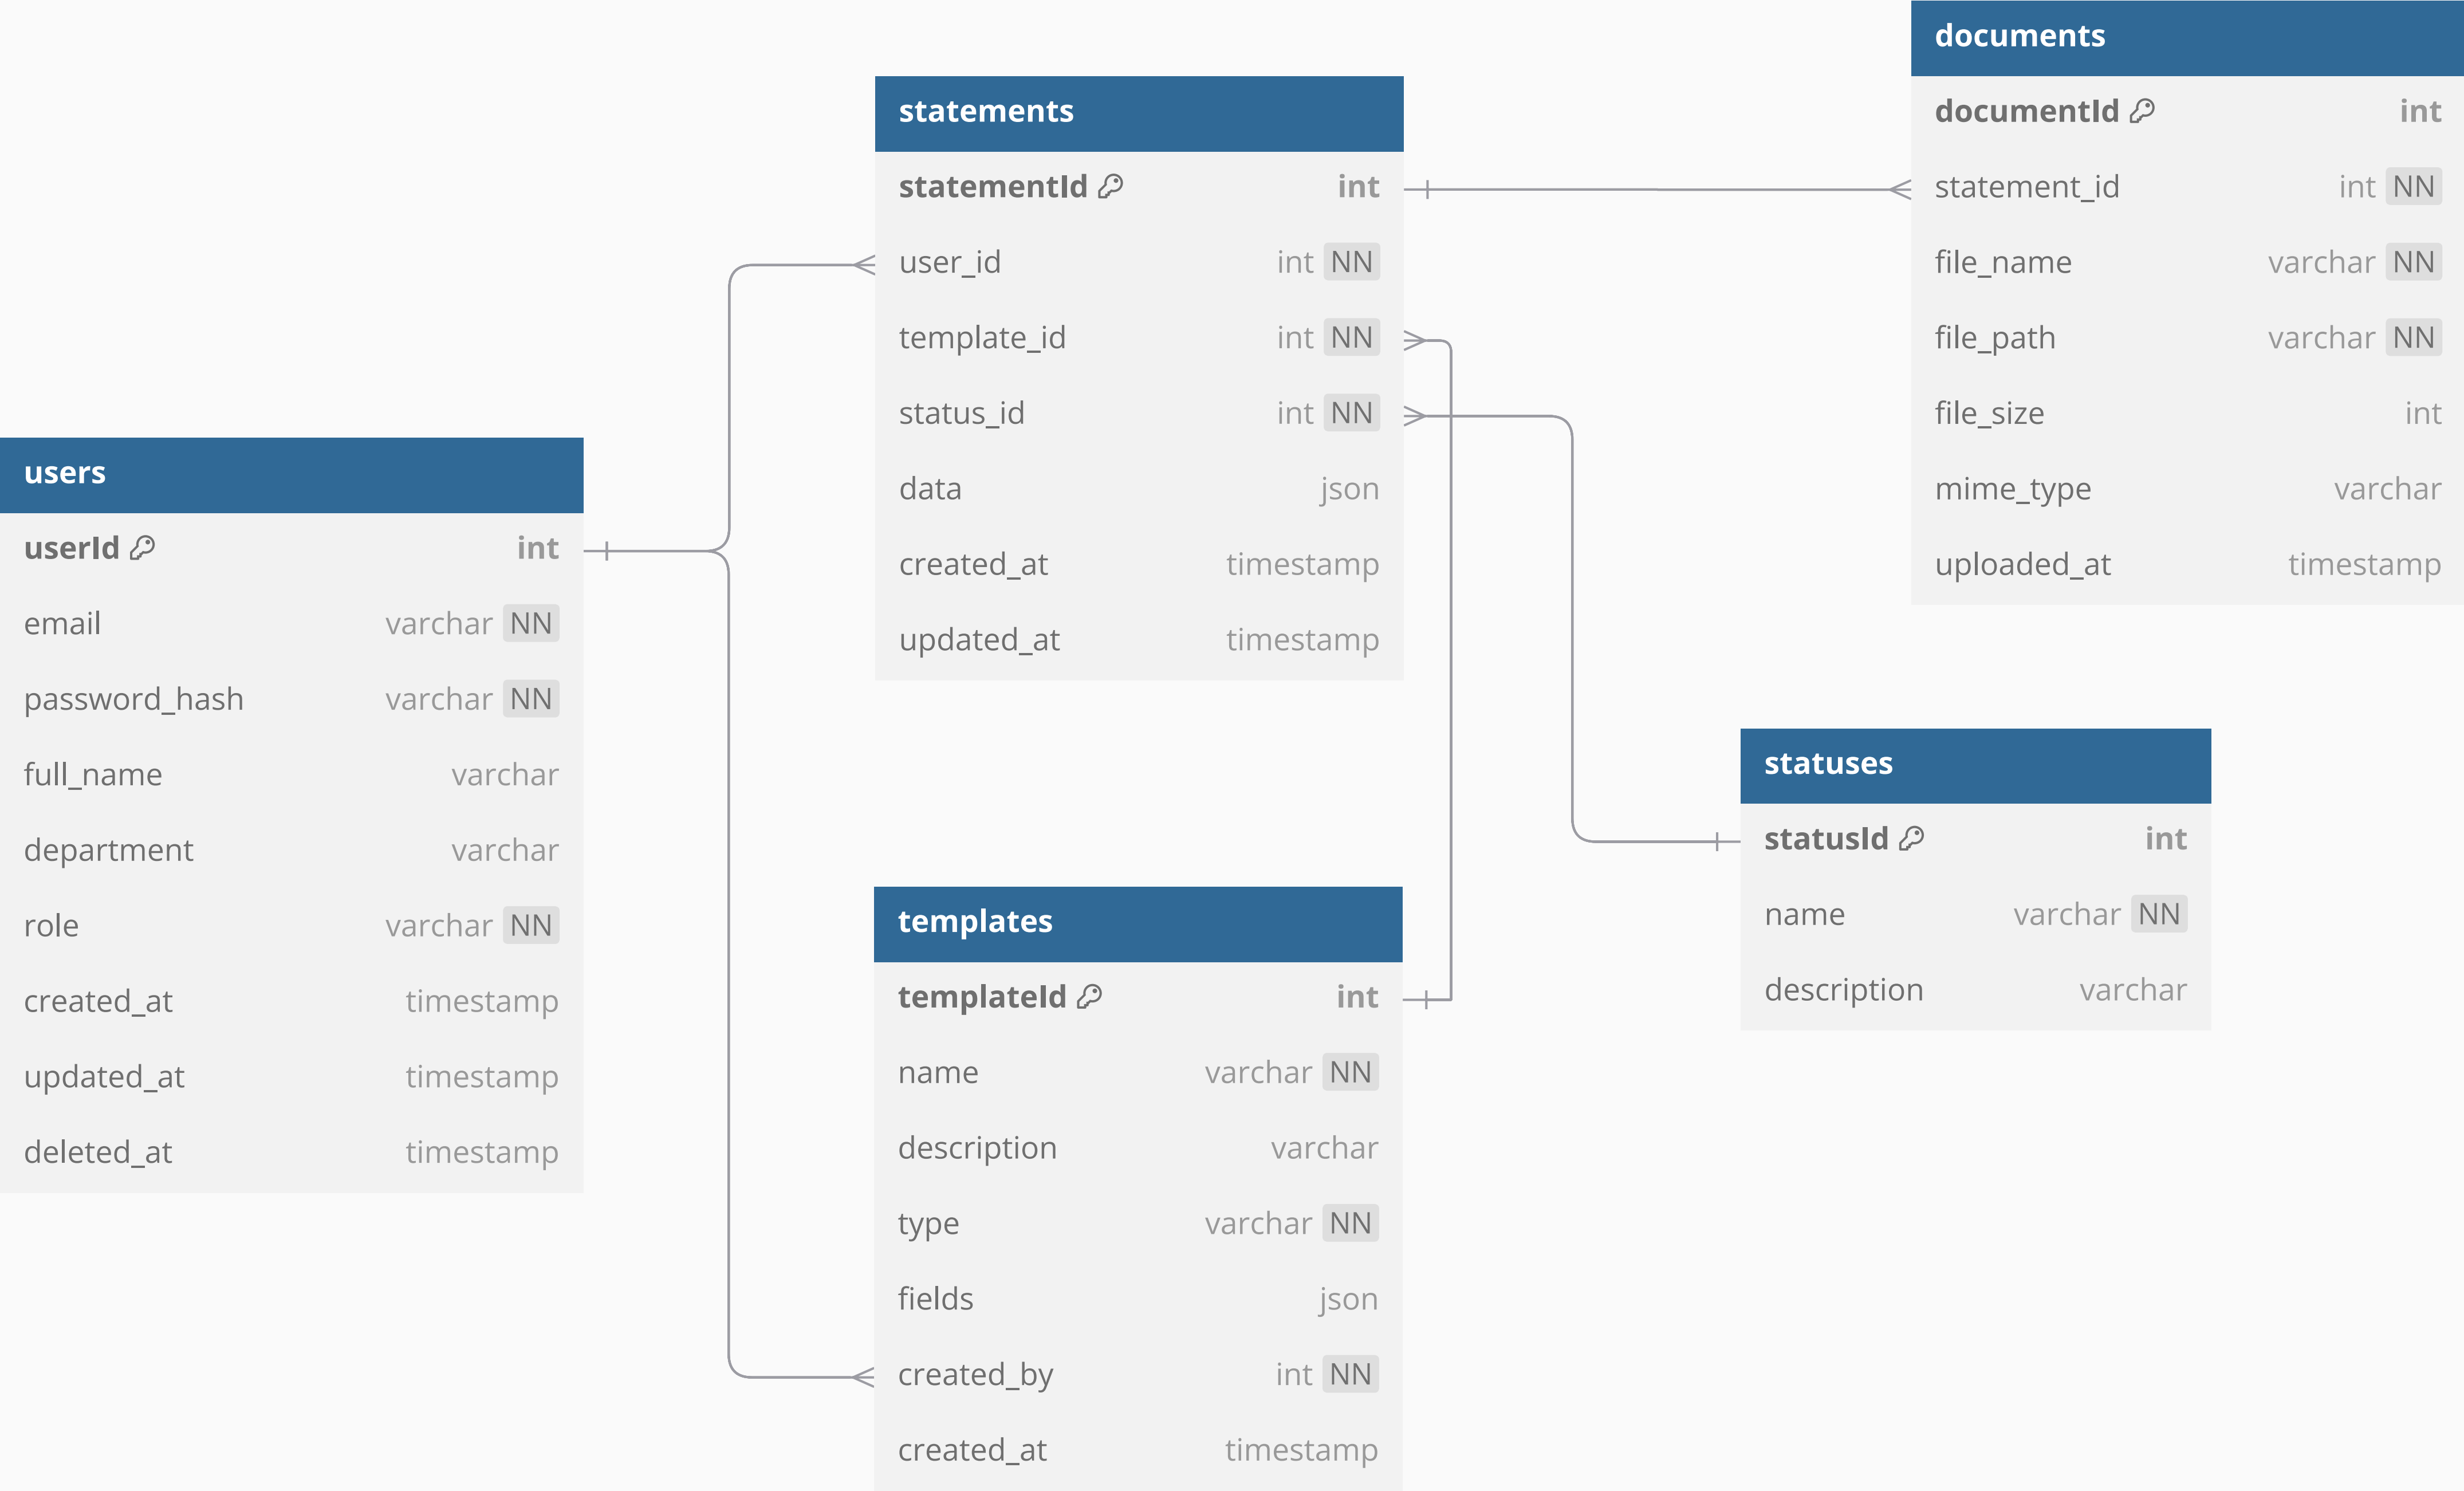 users
userId int
email varchar NN
password_hash varchar NN
full_name varchar
department varchar
role varchar NN
created_at timestamp
updated_at timestamp
deleted_at timestamp
statements
statementId int
user_id int NN
template_id int NN
status_id int NN
data json
created_at timestamp
updated_at timestamp
templates
templateId int
name varchar NN
description varchar
type varchar NN
fields json
created_by int NN
created_at timestamp
documents
documentId int
statement_id int NN
file_name varchar NN
file_path varchar NN
file_size int
mime_type varchar
uploaded_at timestamp
statuses
statusId int
name varchar NN
description varchar